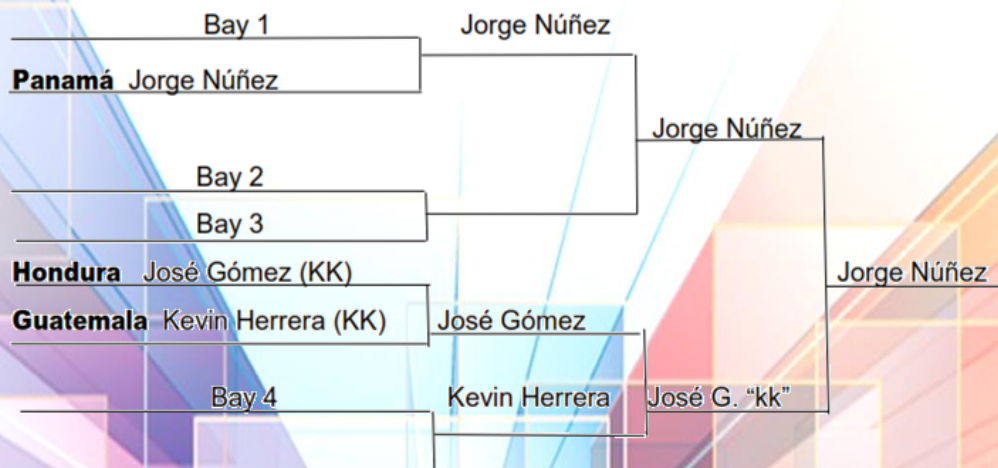 Bay 1
Jorge Núñez
Panamá Jorge Núñez
Jorge Núñez
Bay 2
Bay 3
Hondura José Gómez (KK)
Jorge Núñez
Guatemala Kevin Herrera (KK)
José Gómez
Bay 4
Kevin Herrera
José G. “kk”